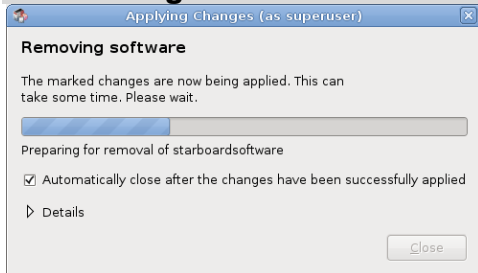 Applying Changes (as superuser)
Removing software
The marked changes are now being applied. This can
take some time. Please wait.
Preparing for removal of starboardsoftware
Automatically close after the changes have been successfully applied
Details
Close